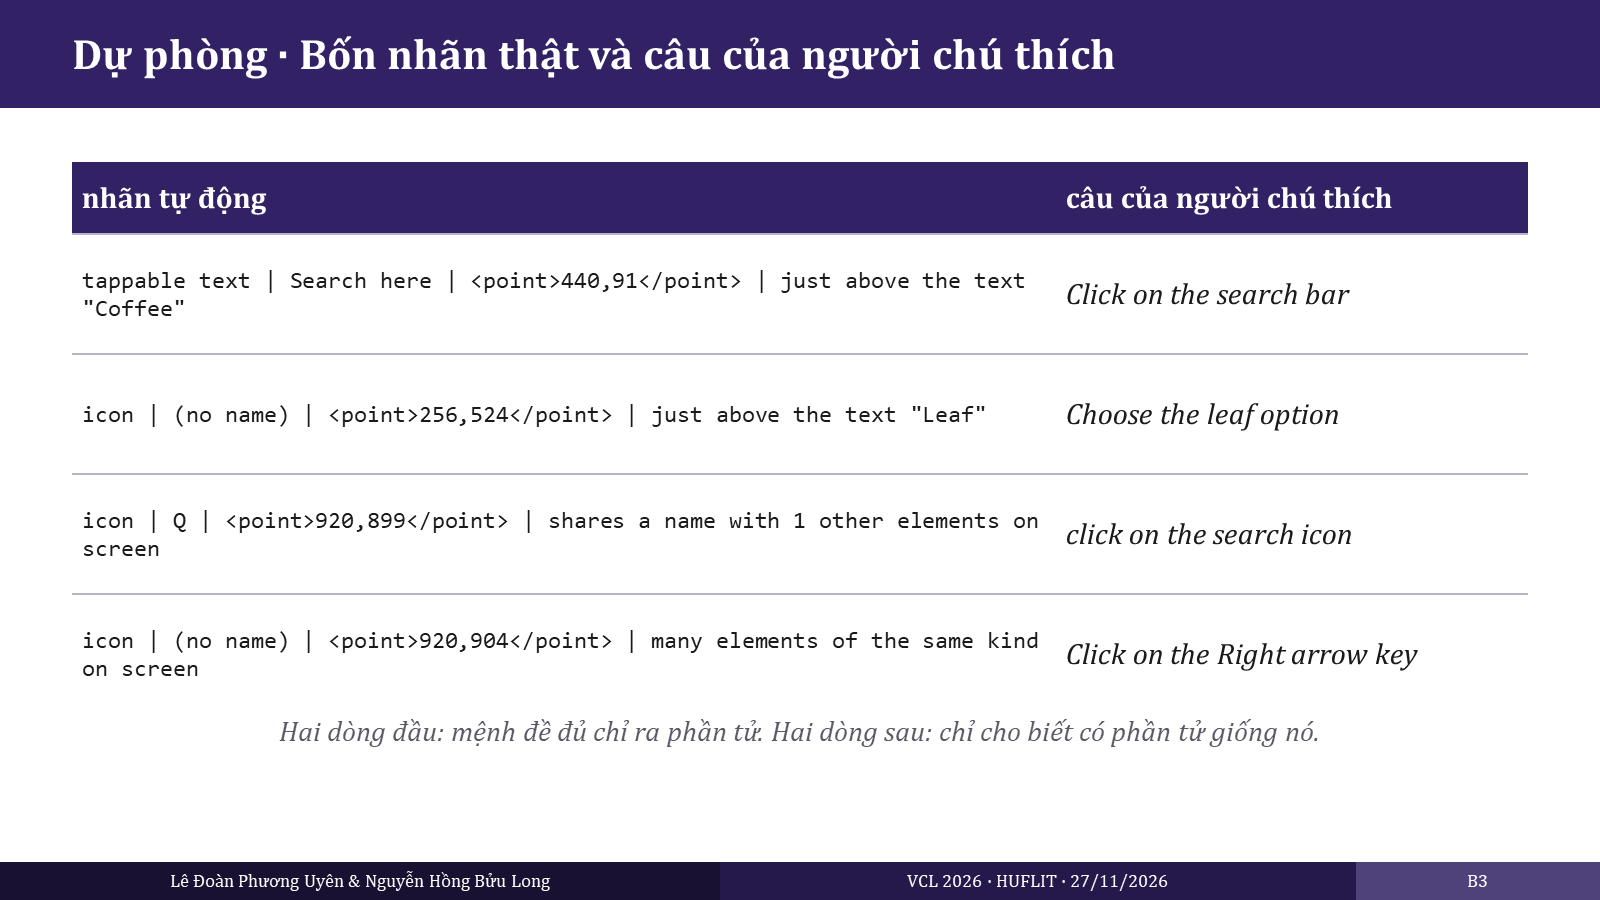 Dự phòng · Bốn nhãn thật và câu của người chú thích
nhãn tự động
câu của người chú thích
tappable text | Search here | <point>440,91</point> | just above the text
"Coffee"
Click on the search bar
icon | (no name) | <point>256,524</point> | just above the text "Leaf"
Choose the leaf option
icon | Q | <point>920,899</point> | shares a name with 1 other elements on
screen
click on the search icon
icon | (no name) | <point>920,904</point> | many elements of the same kind
on screen
Click on the Right arrow key
Hai dòng đầu: mệnh đề đủ chỉ ra phần tử. Hai dòng sau: chỉ cho biết có phần tử giống nó.
Lê Đoàn Phương Uyên & Nguyễn Hồng Bửu Long
VCL 2026 · HUFLIT · 27/11/2026
B3